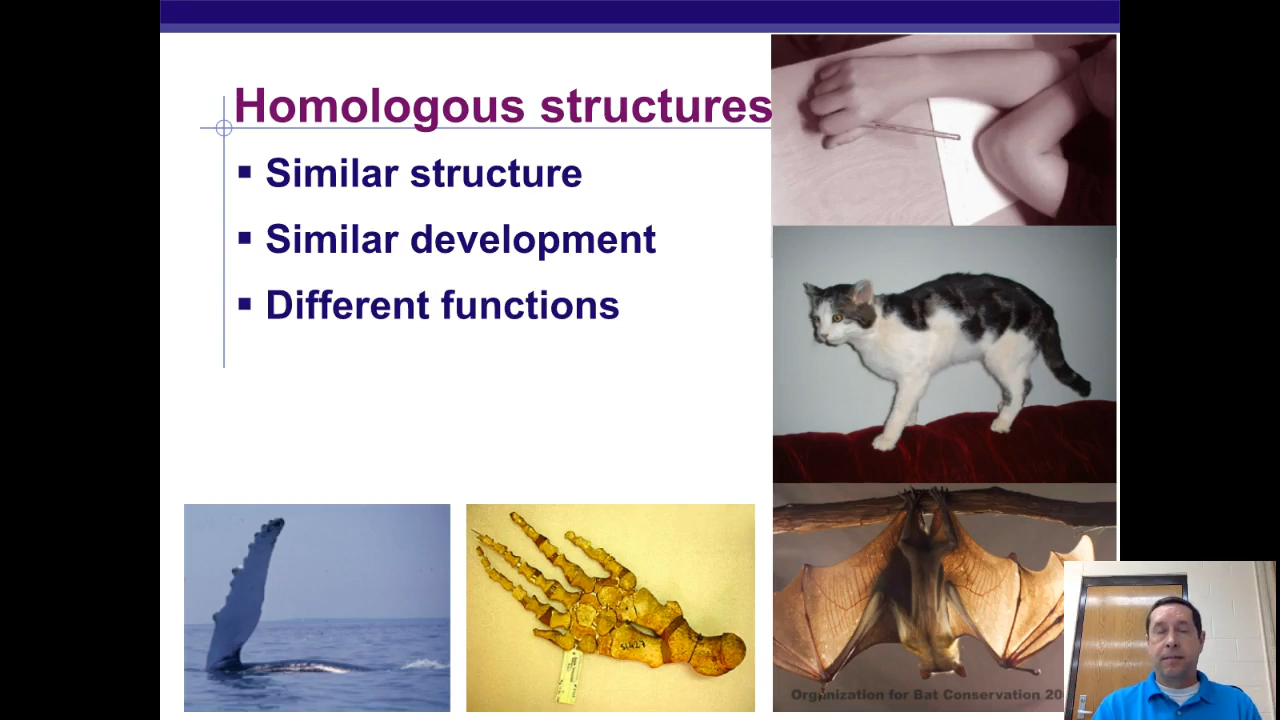 Homologous structures
▪ Similar structure
▪ Similar development
▪ Different functions
Organization for Bat Conservation 20